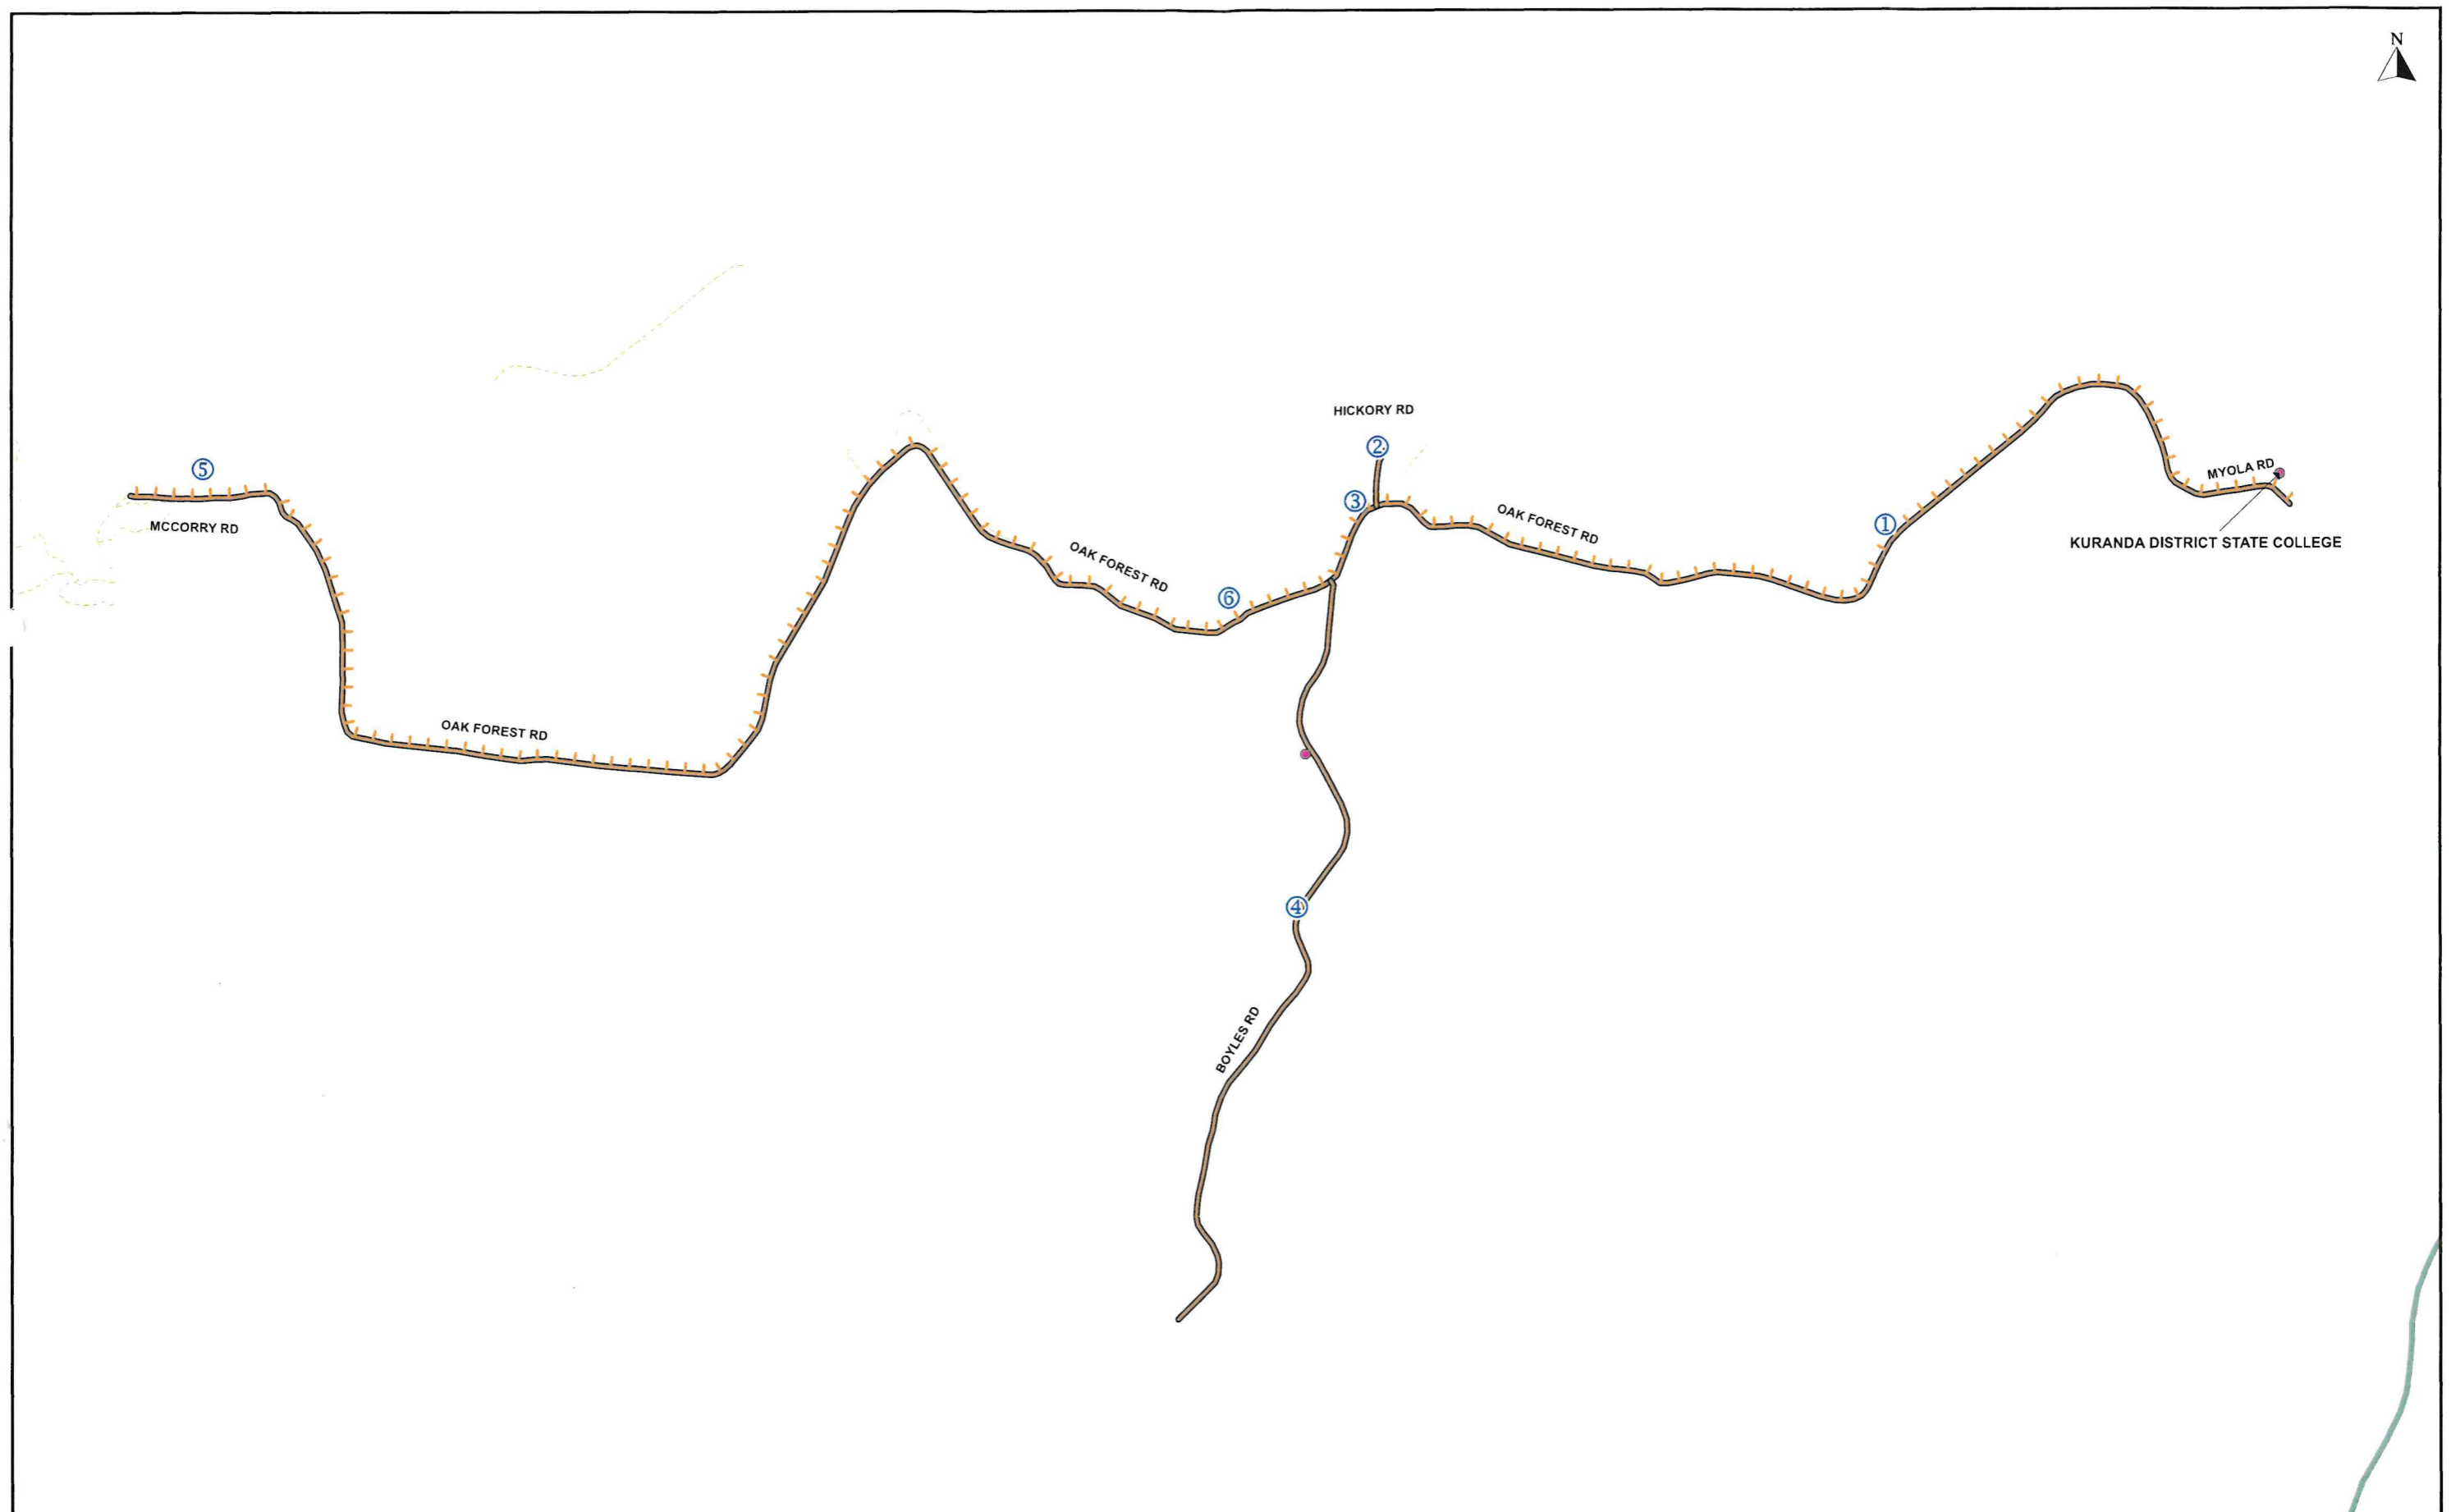 N
HICKORY RD
②
⑤
MYOLA RD
③
MCCORRY RD
OAK FOREST RD
①
KURANDA DISTRICT STATE COLLEGE
OAK FOREST RD
⑥
OAK FOREST RD
④
BOYLES RD